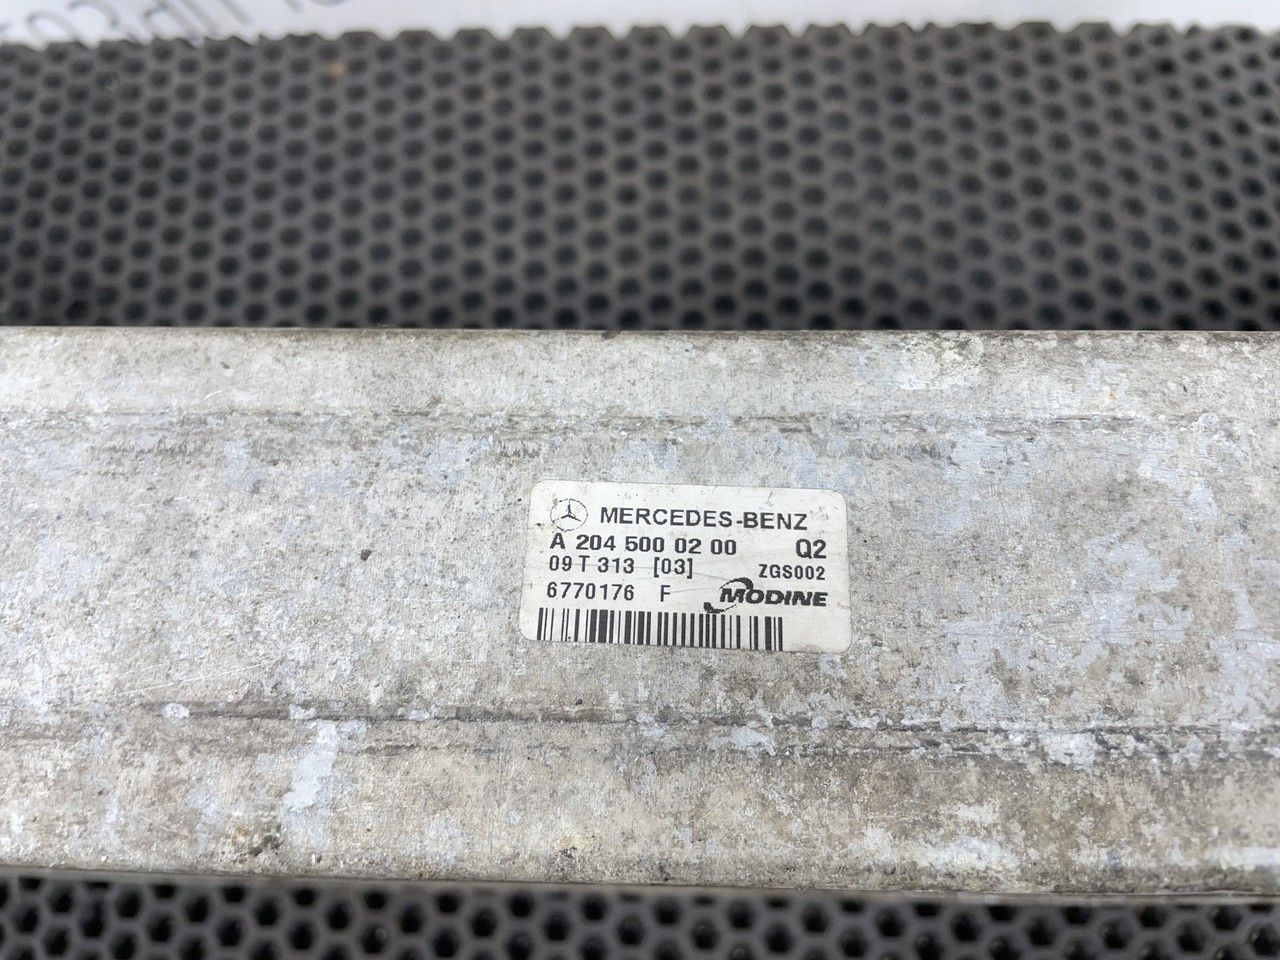 MERCEDES-BENZ
A 204 500 02 00 Q2
09 T 313 [03] ZGS002
6770176 F MODINE